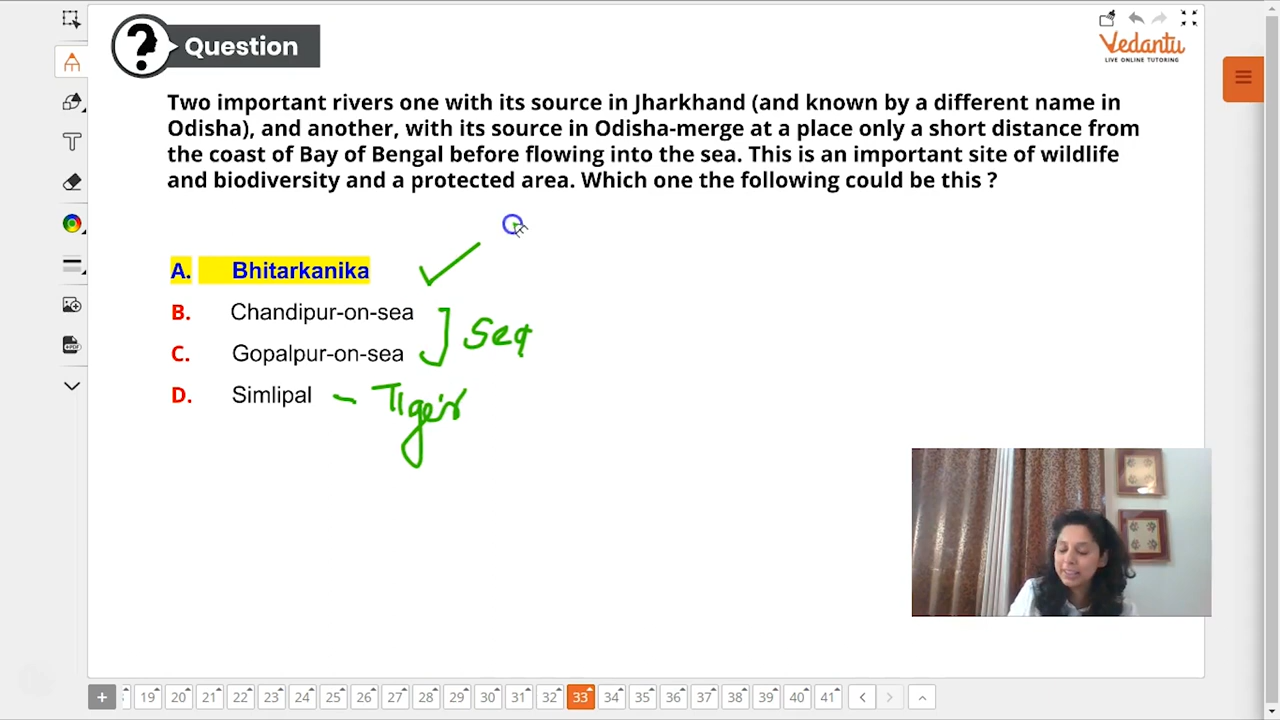 Question
Vedantu
LIVE ONLINE TUTORING
Two important rivers one with its source in Jharkhand (and known by a different name in
Odisha), and another, with its source in Odisha-merge at a place only a short distance from
the coast of Bay of Bengal before flowing into the sea. This is an important site of wildlife
and biodiversity and a protected area. Which one the following could be this ?
A. Bhitarkanika
B. Chandipur-on-sea
C. Gopalpur-on-sea
Sea
D. Simlipal – Tiger
19 20 21 22 23 24 25 26 27 28 29 30 31 32 33 34 35 36 37 38 39 40 41